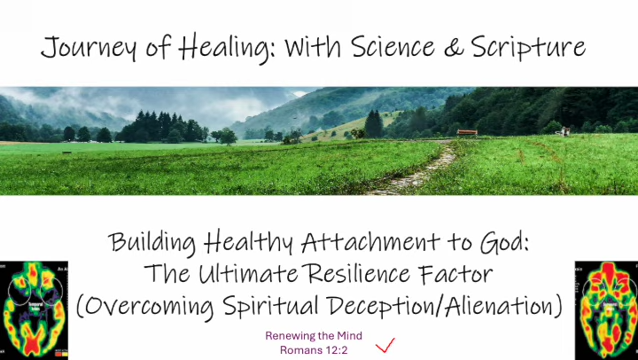 Journey of Healing: With Science & Scripture
Building Healthy Attachment to God:
The Ultimate Resilience Factor
(Overcoming Spiritual Deception/Alienation)
Renewing the Mind
Romans 12:2